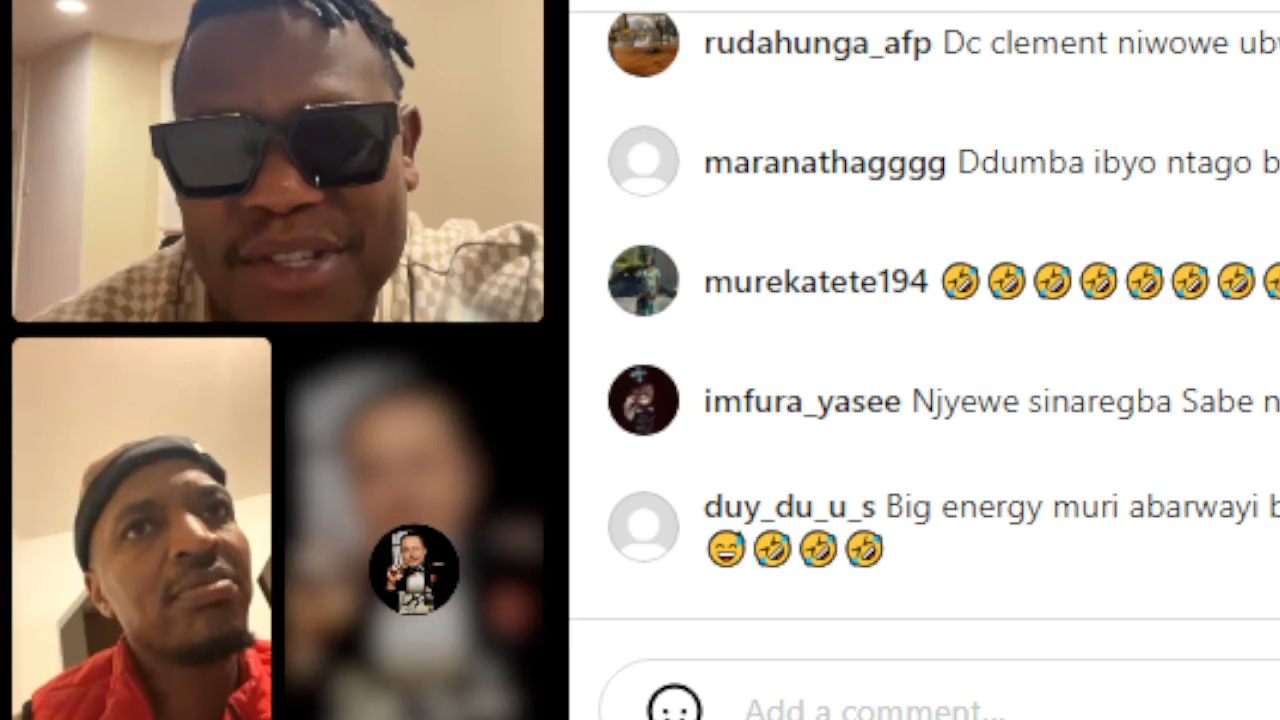 rudahunga_afp Dc clement niwowe
maranathagggg Ddumba ibyo ntago
murekatete194 🤣🤣🤣🤣🤣🤣🤣🤣
imfura_yasee Njyewe sinaregba Sabe
duy_du_u_s Big energy muri abarwayi
😅🤣🤣🤣
Add a comment...